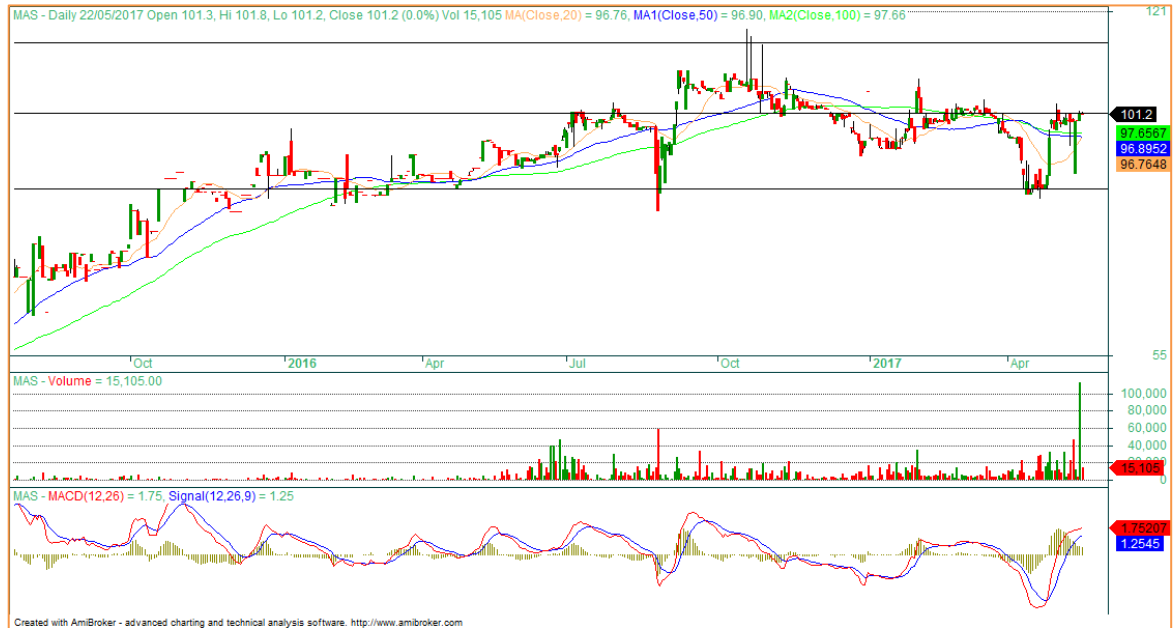 MAS - Daily 22/05/2017 Open 101.3, Hi 101.8, Lo 101.2, Close 101.2 (0.0%) Vol 15,105 MA(Close,20) = 96.76, MA1(Close,50) = 96.90, MA2(Close,100) = 97.66
121
101.2
97.6567
96.8952
96.7648
55
Oct 2016 Apr Jul Oct 2017 Apr
MAS - Volume = 15,105.00
100,000
80,000
60,000
40,000
15,105
0
MAS - MACD(12,26) = 1.75, Signal(12,26,9) = 1.25
1.75207
1.2545
Created with AmiBroker - advanced charting and technical analysis software. http://www.amibroker.com